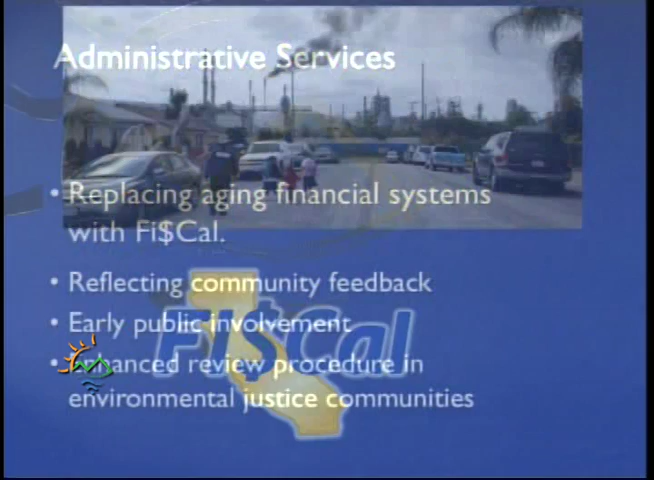 Administrative Services
• Replacing aging financial systems
with Fi$Cal.
• Reflecting community feedback
• Early public involvement
• Enhanced review procedure in
environmental justice communities
FI$Cal